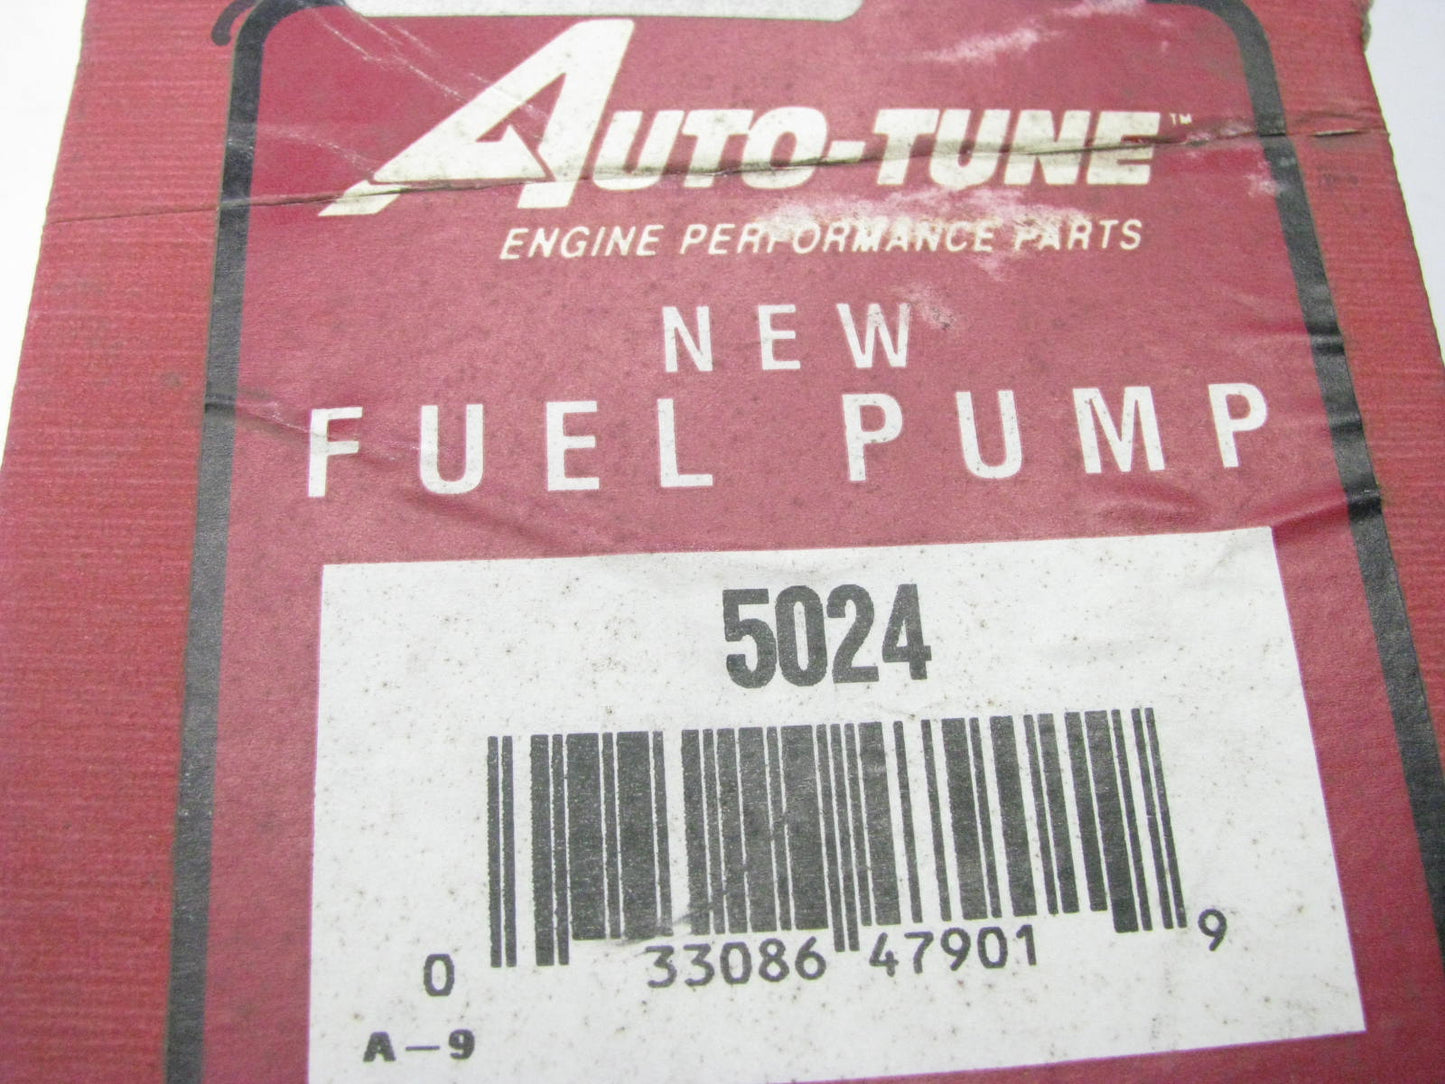 AUTO-TUNE™
ENGINE PERFORMANCE PARTS
NEW
FUEL PUMP
5024
0 33086 47901 9
A-9